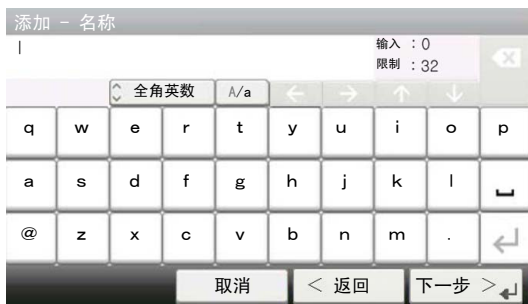 添加 - 名称
输入 : 0
限制 : 32
全角英数 A/a ← → ↑ ↓
q w e r t y u i o p
a s d f g h j k l ␣
@ z x c v b n m .
取消 < 返回 下一步 >